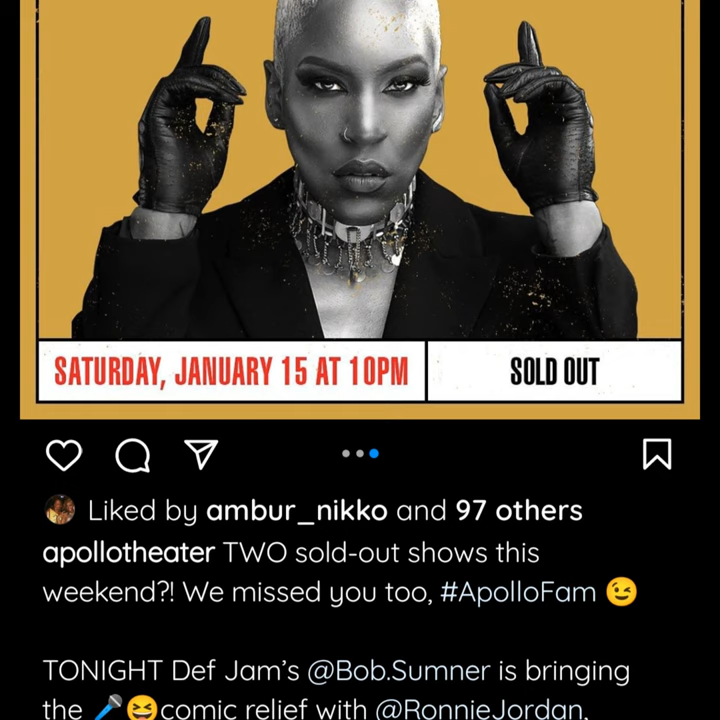 SATURDAY, JANUARY 15 AT 10PM
SOLD OUT
Liked by ambur_nikko and 97 others
apollotheater TWO sold-out shows this
weekend?! We missed you too, #ApolloFam 😉
TONIGHT Def Jam's @Bob.Sumner is bringing
the 🎤😆comic relief with @RonnieJordan,